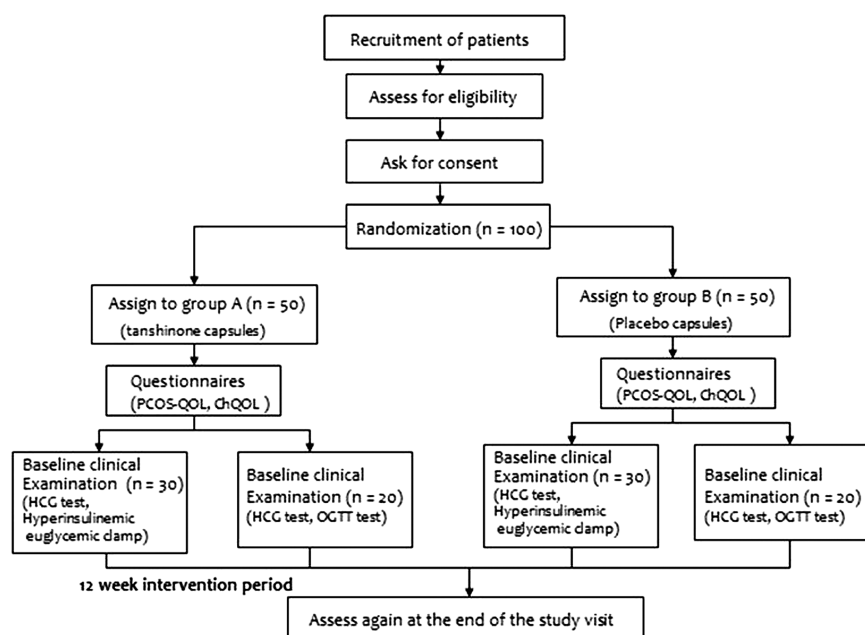 Recruitment of patients
Assess for eligibility
Ask for consent
Randomization (n = 100)
Assign to group A (n = 50)
(tanshinone capsules)
Assign to group B (n = 50)
(Placebo capsules)
Questionnaires
(PCOS-QOL, ChQOL )
Questionnaires
(PCOS-QOL, ChQOL )
Baseline clinical
Examination (n = 30)
(HCG test,
Hyperinsulinemic
euglycemic clamp)
Baseline clinical
Examination (n = 20)
(HCG test, OGTT test)
Baseline clinical
Examination (n = 30)
(HCG test,
Hyperinsulinemic
euglycemic clamp)
Baseline clinical
Examination (n = 20)
(HCG test, OGTT test)
12 week intervention period
Assess again at the end of the study visit